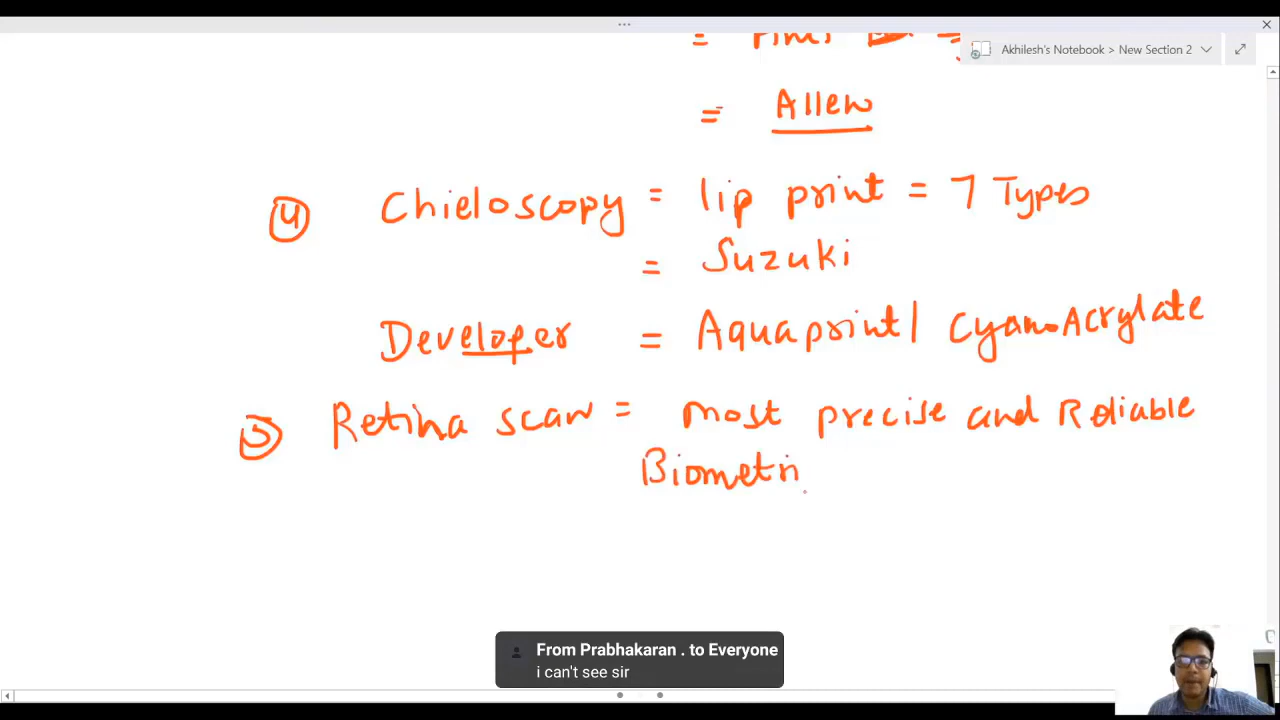 Akhilesh's Notebook > New Section 2
=
= Allen
④ Chieloscopy = lip print = 7 Types
= Suzuki
Developer = Aquaprint| CyanoAcrylate
Retina scan = most precise and Reliable
Biometri
From Prabhakaran . to Everyone
i can't see sir